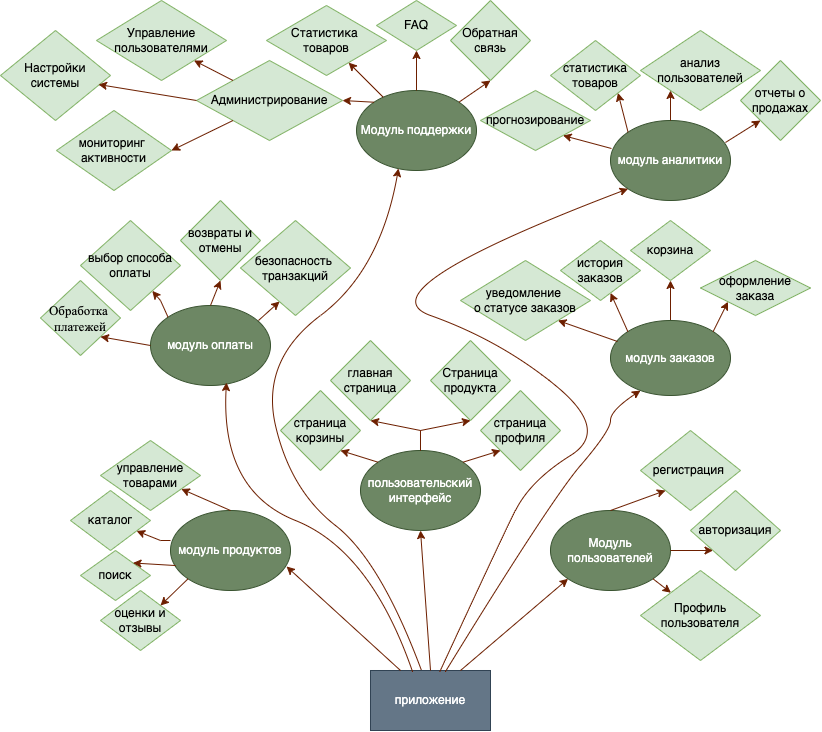 Управление
пользователями
Настройки
системы
Администрирование
мониторинг
активности
Статистика
товаров
FAQ
Обратная
связь
Модуль поддержки
статистика
товаров
анализ
пользователей
отчеты о
продажах
прогнозирование
модуль аналитики
выбор способа
оплаты
возвраты и
отмены
безопасность
транзакций
Обработка
платежей
модуль оплаты
уведомление
о статусе заказов
история
заказов
корзина
оформление
заказа
модуль заказов
страница
корзины
главная
страница
Страница
продукта
страница
профиля
пользовательский
интерфейс
управление
товарами
каталог
поиск
оценки и
отзывы
модуль продуктов
регистрация
авторизация
Профиль
пользователя
Модуль
пользователей
приложение